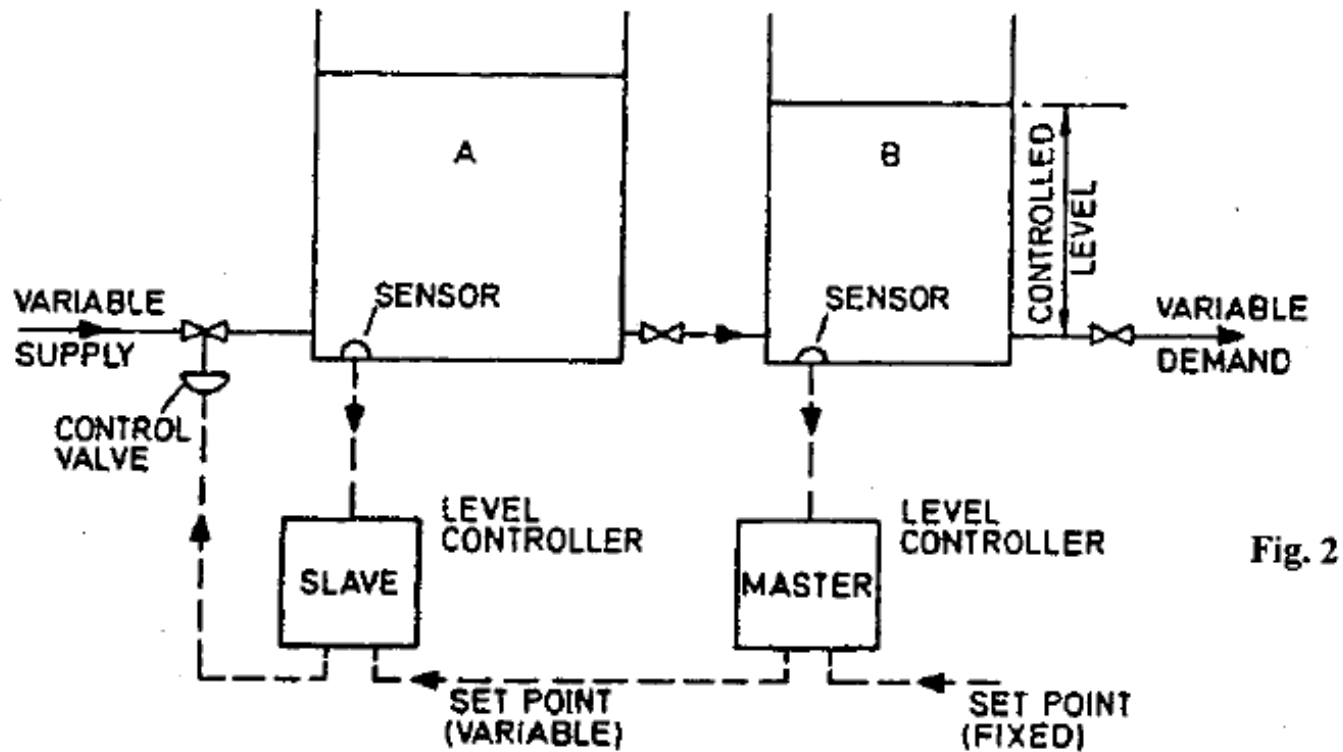 A
B
CONTROLLED
LEVEL
SENSOR
SENSOR
VARIABLE
SUPPLY
VARIABLE
DEMAND
CONTROL
VALVE
LEVEL
CONTROLLER
LEVEL
CONTROLLER
Fig. 2
SLAVE
MASTER
SET POINT
(VARIABLE)
SET POINT
(FIXED)